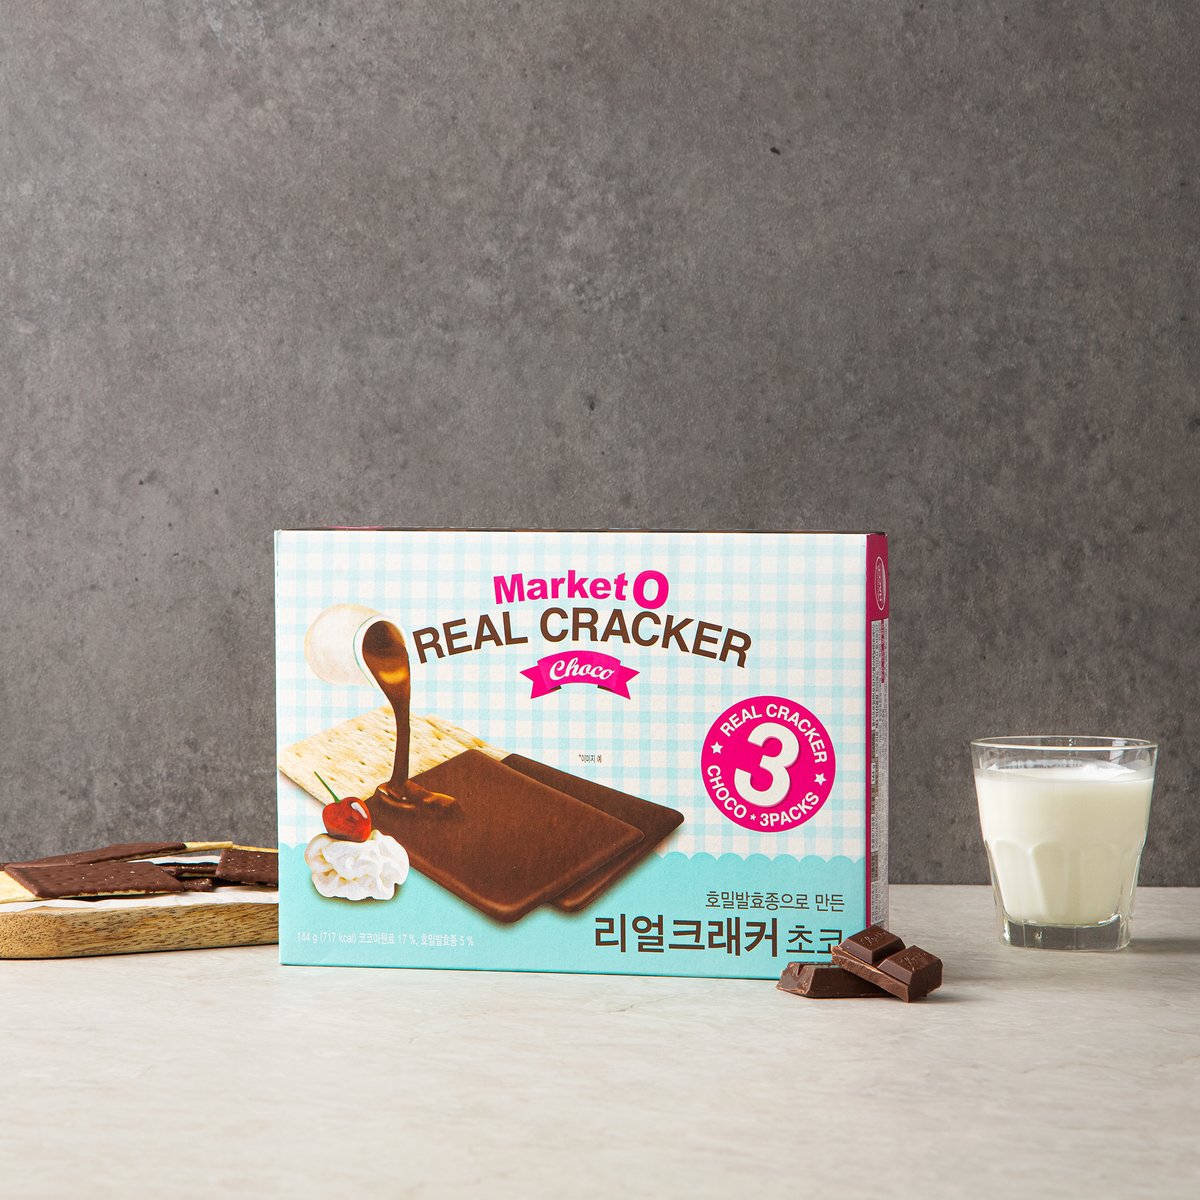 Market O
REAL CRACKER
Choco
REAL CRACKER
3
CHOCO ★ 3PACKS
*이미지 예
호밀발효종으로 만든
리얼크래커 초코
144 g (717 kcal) 코코아원료 17 %, 호밀발효종 5 %